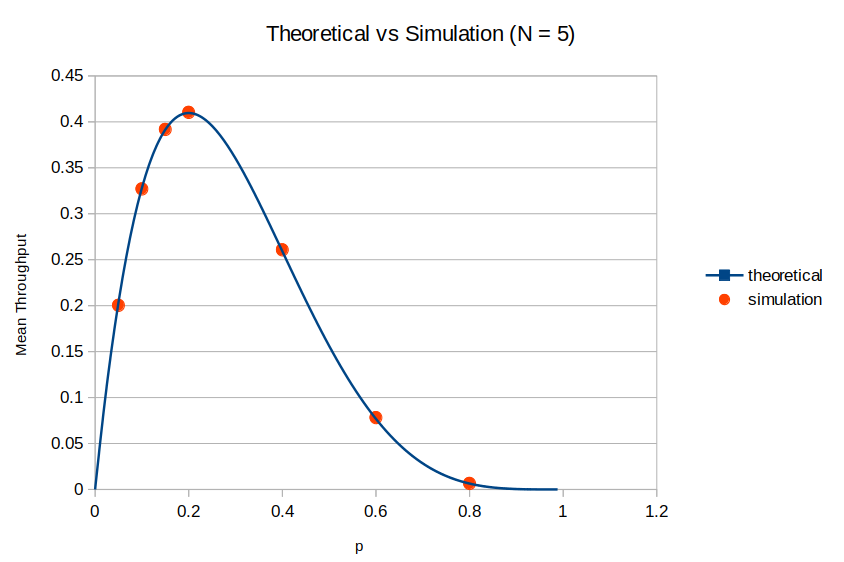 Theoretical vs Simulation (N = 5)
0.45
0.4
0.35
0.3
0.25
0.2
0.15
0.1
0.05
0
Mean Throughput
0 0.2 0.4 0.6 0.8 1 1.2
p
theoretical
simulation